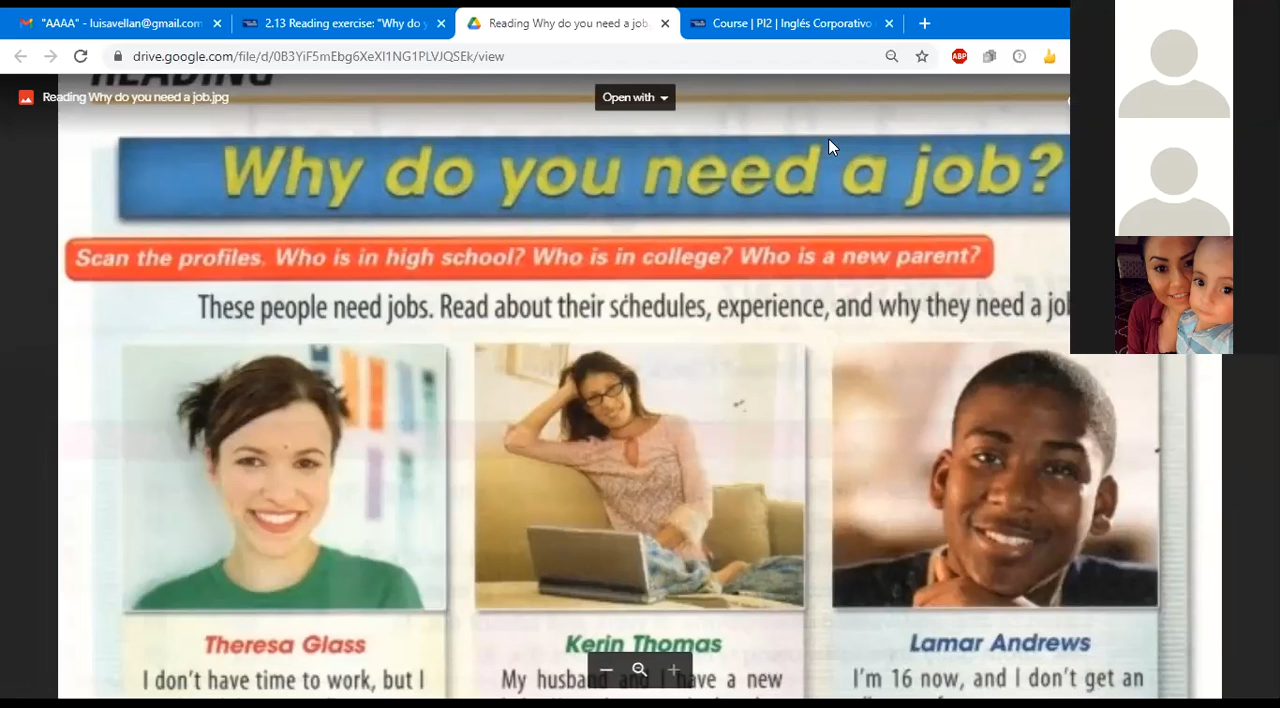 "AAAA" - luisavellan@gmail.com
2.13 Reading exercise: "Why do y
Reading Why do you need a job.
Course | PI2 | Inglés Corporativo
drive.google.com/file/d/0B3YiF5mEbg6XeXl1NG1PLVJQSEk/view
ABP
READING
Reading Why do you need a job.jpg
Open with
Why do you need a job?
Scan the profiles. Who is in high school? Who is in college? Who is a new parent?
These people need jobs. Read about their schedules, experience, and why they need a
Theresa Glass
I don't have time to work, but I
Kerin Thomas
My husband and I have a new
Lamar Andrews
I'm 16 now, and I don't get an